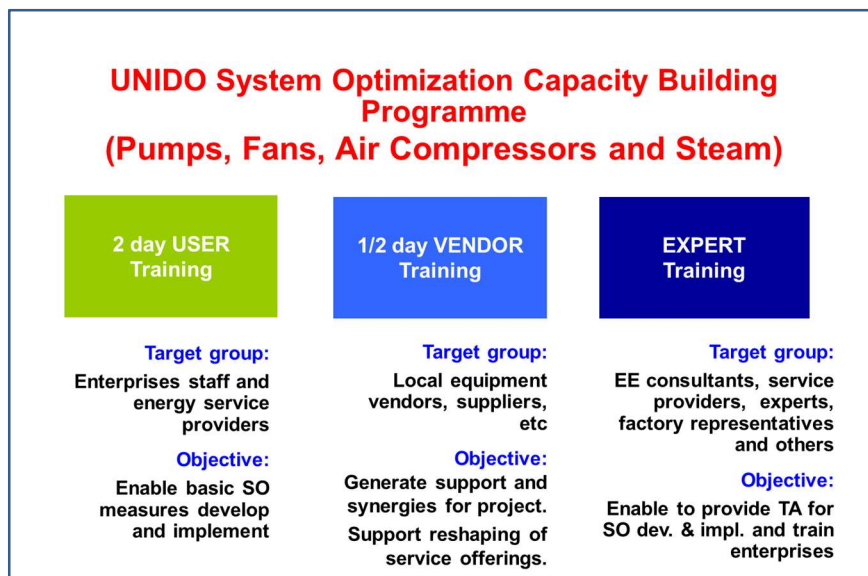 UNIDO System Optimization Capacity Building
Programme
(Pumps, Fans, Air Compressors and Steam)
2 day USER
Training
Target group:
Enterprises staff and
energy service
providers
Objective:
Enable basic SO
measures develop
and implement
1/2 day VENDOR
Training
Target group:
Local equipment
vendors, suppliers,
etc
Objective:
Generate support and
synergies for project.
Support reshaping of
service offerings.
EXPERT
Training
Target group:
EE consultants, service
providers, experts,
factory representatives
and others
Objective:
Enable to provide TA for
SO dev. & impl. and train
enterprises